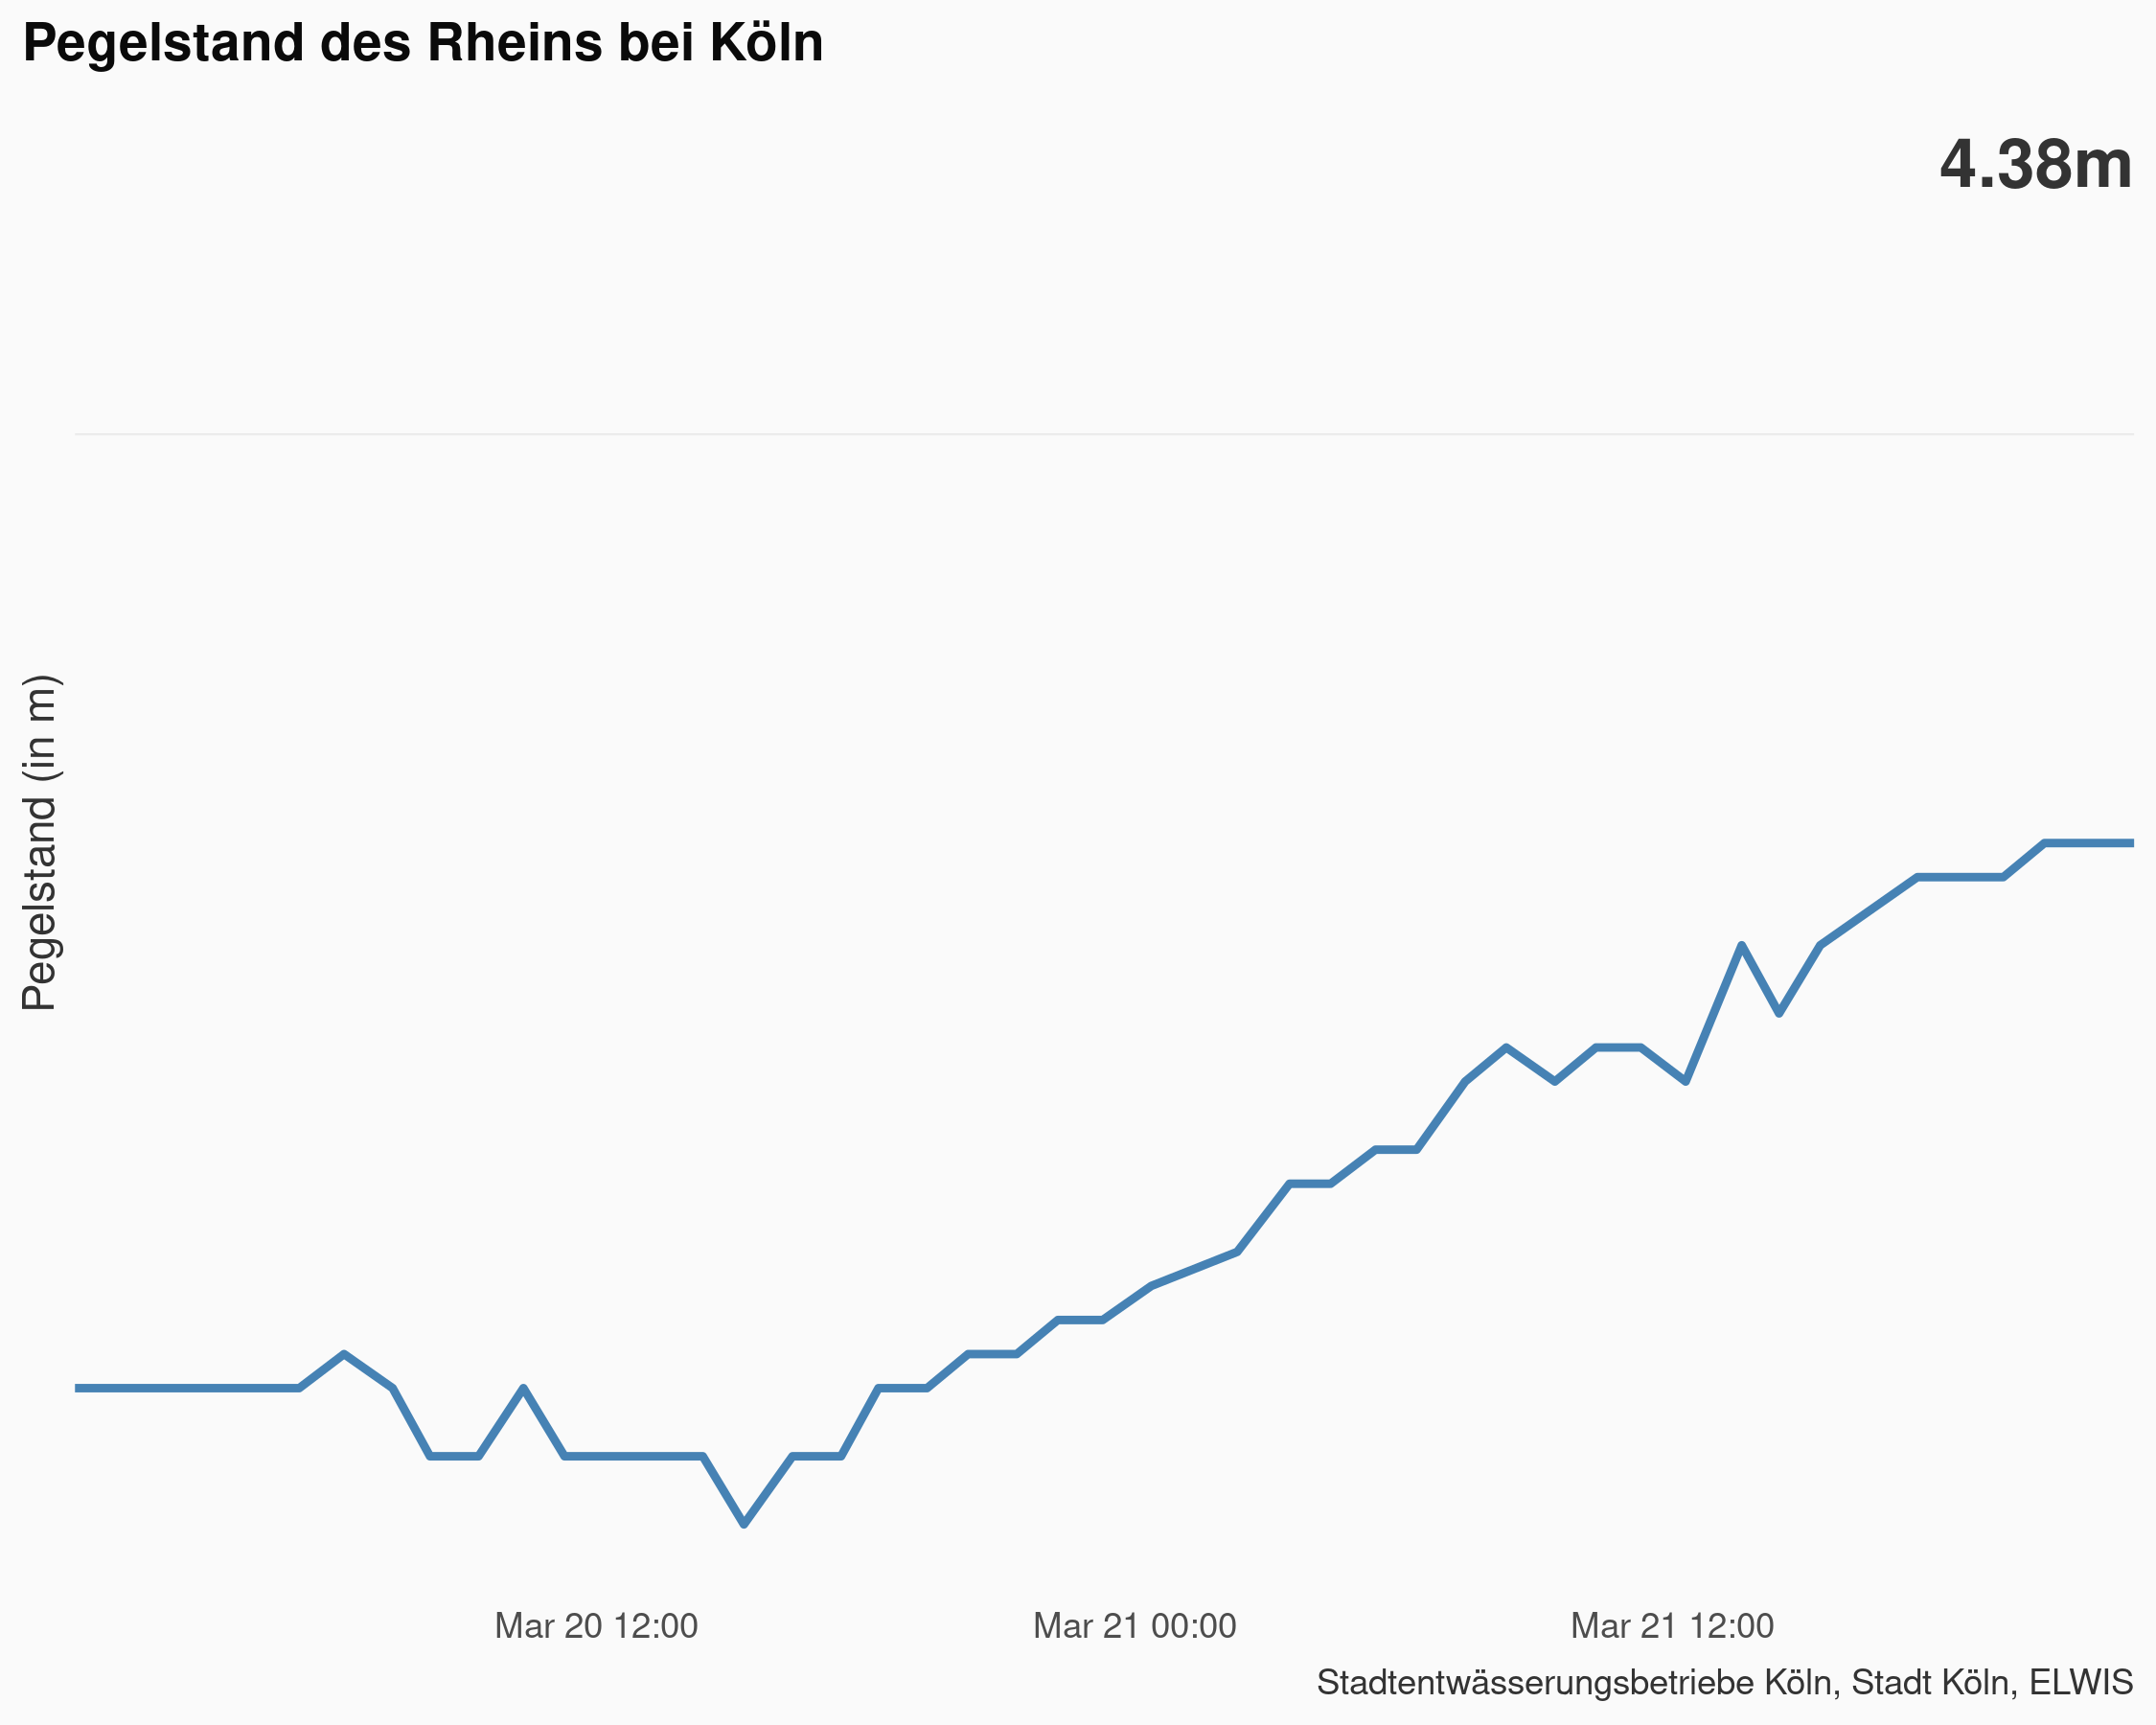 Pegelstand des Rheins bei Köln
4.38m
Pegelstand (in m)
Mar 20 12:00
Mar 21 00:00
Mar 21 12:00
Stadtentwässerungsbetriebe Köln, Stadt Köln, ELWIS